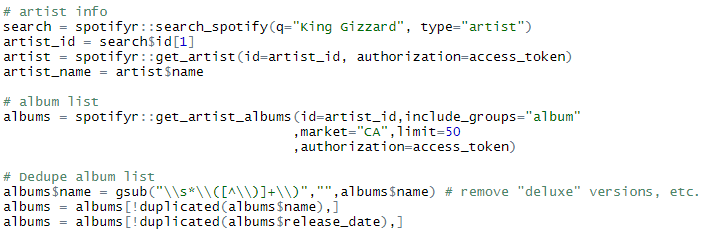 # artist info
search = spotifyr::search_spotify(q="King Gizzard", type="artist")
artist_id = search$id[1]
artist = spotifyr::get_artist(id=artist_id, authorization=access_token)
artist_name = artist$name

# album list
albums = spotifyr::get_artist_albums(id=artist_id,include_groups="album"
                                    ,market="CA",limit=50
                                    ,authorization=access_token)

# Dedupe album list
albums$name = gsub("\\s*\\([^\\)]+\\)","",albums$name) # remove "deluxe" versions, etc.
albums = albums[!duplicated(albums$name),]
albums = albums[!duplicated(albums$release_date),]